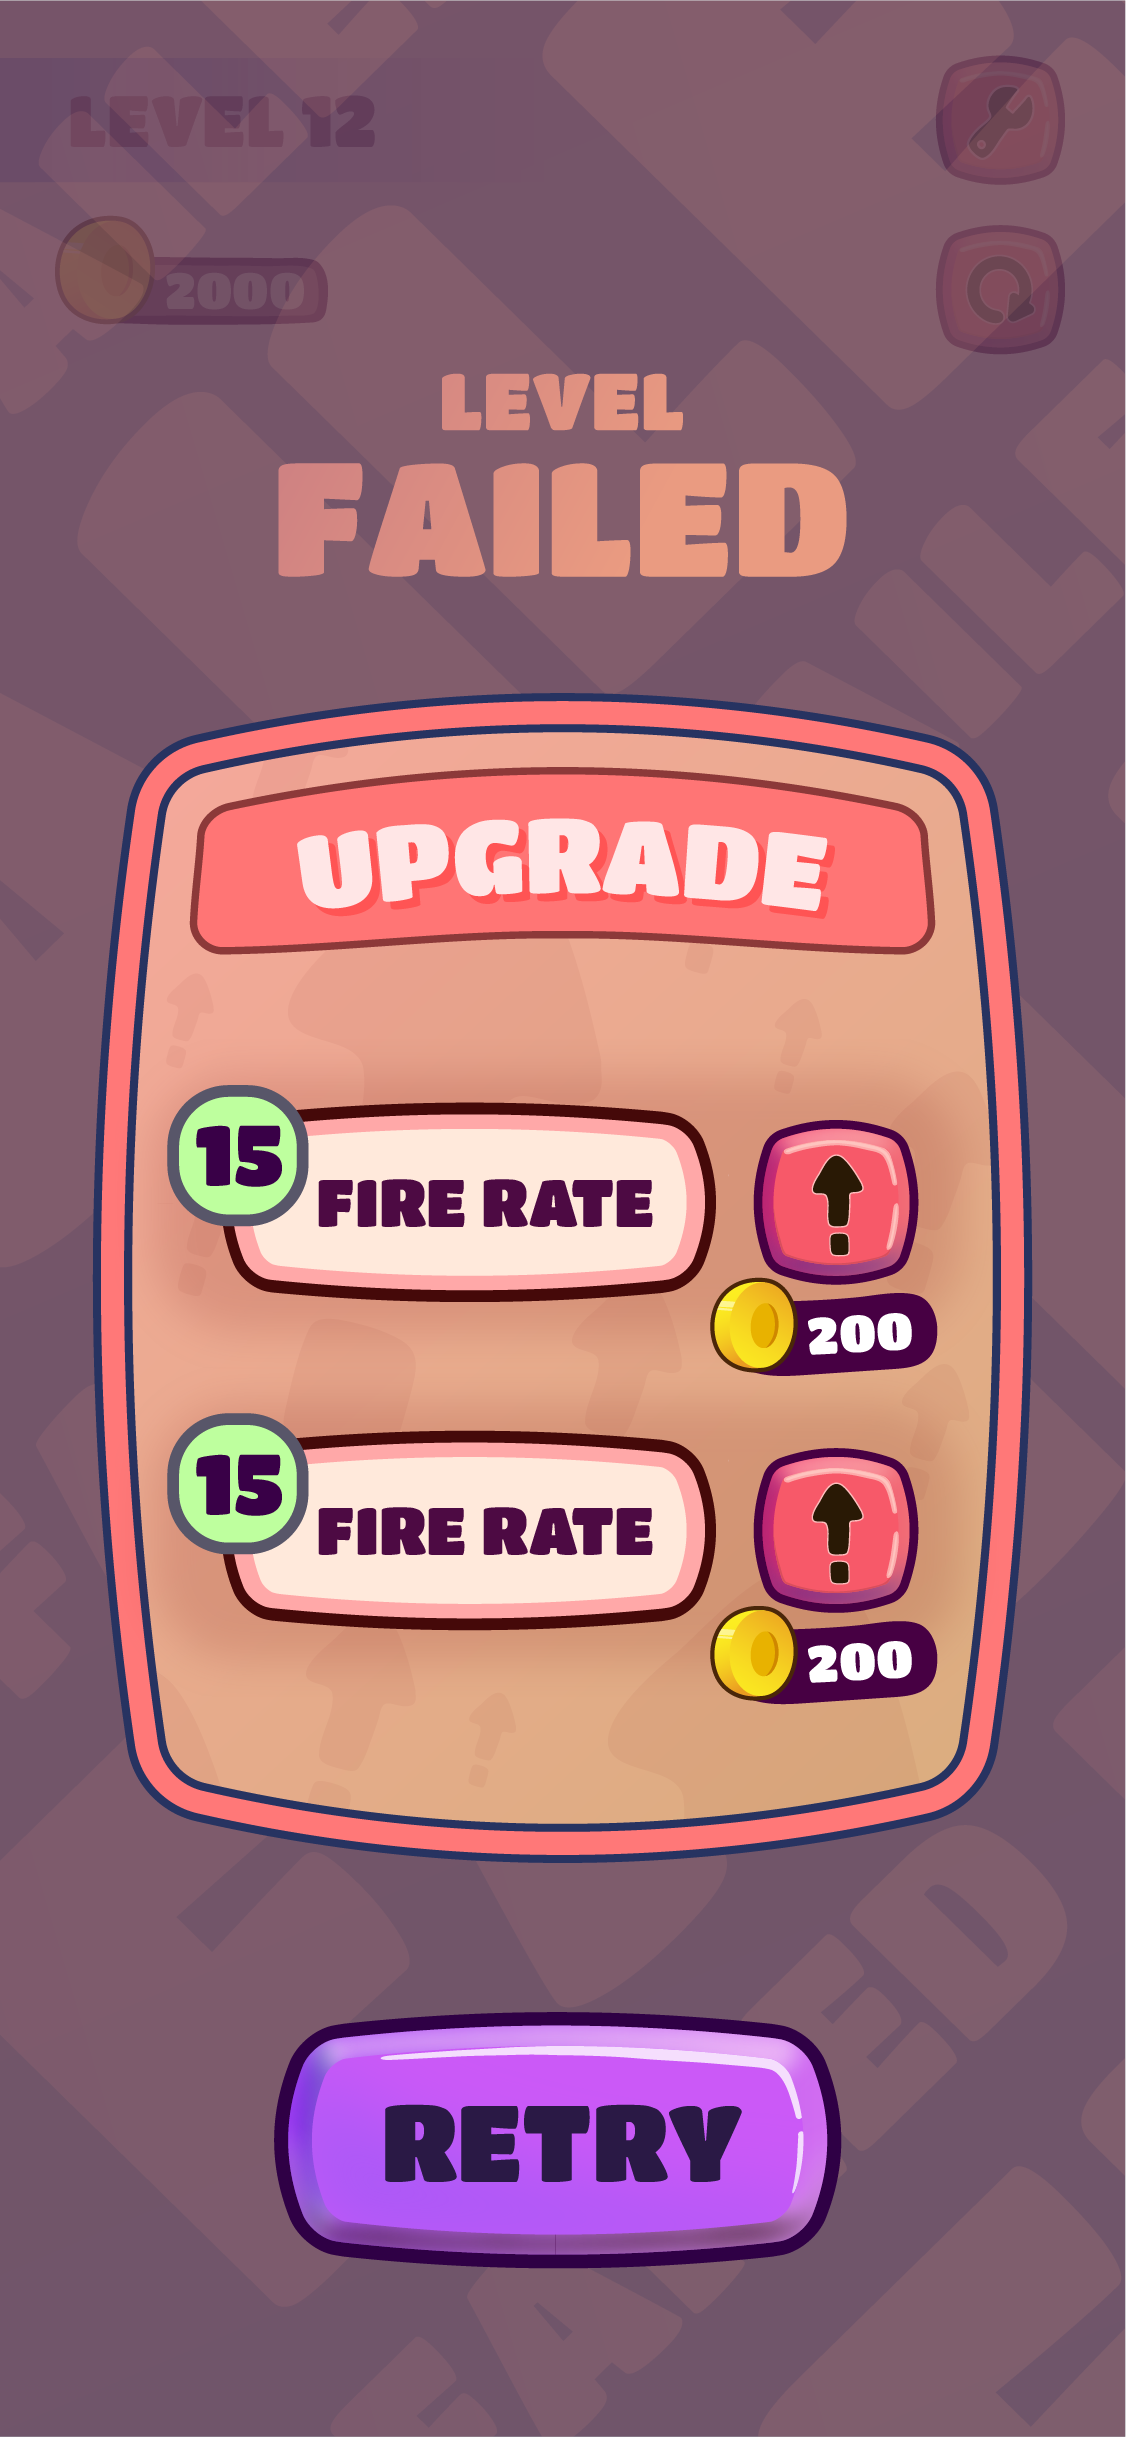 LEVEL 12
2000
LEVEL
FAILED
UPGRADE
15
FIRE RATE
200
15
FIRE RATE
200
RETRY